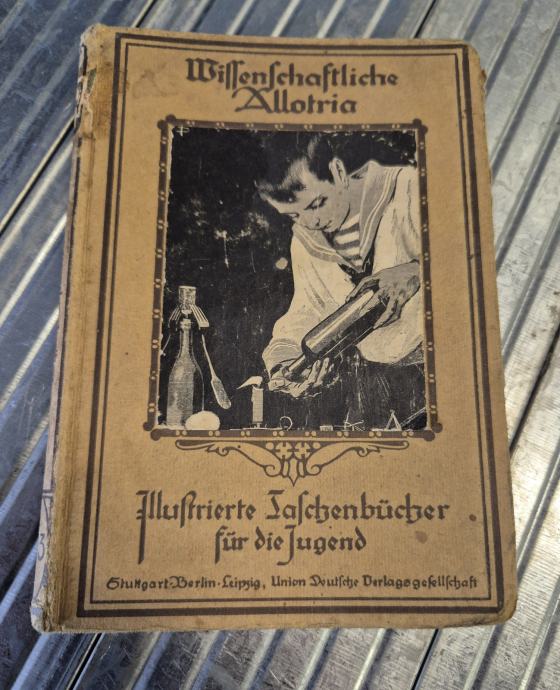 Wissenschaftliche
Allotria
Illustrierte Taschenbücher
für die Jugend
Stuttgart·Berlin·Leipzig, Union Deutsche Verlagsgesellschaft